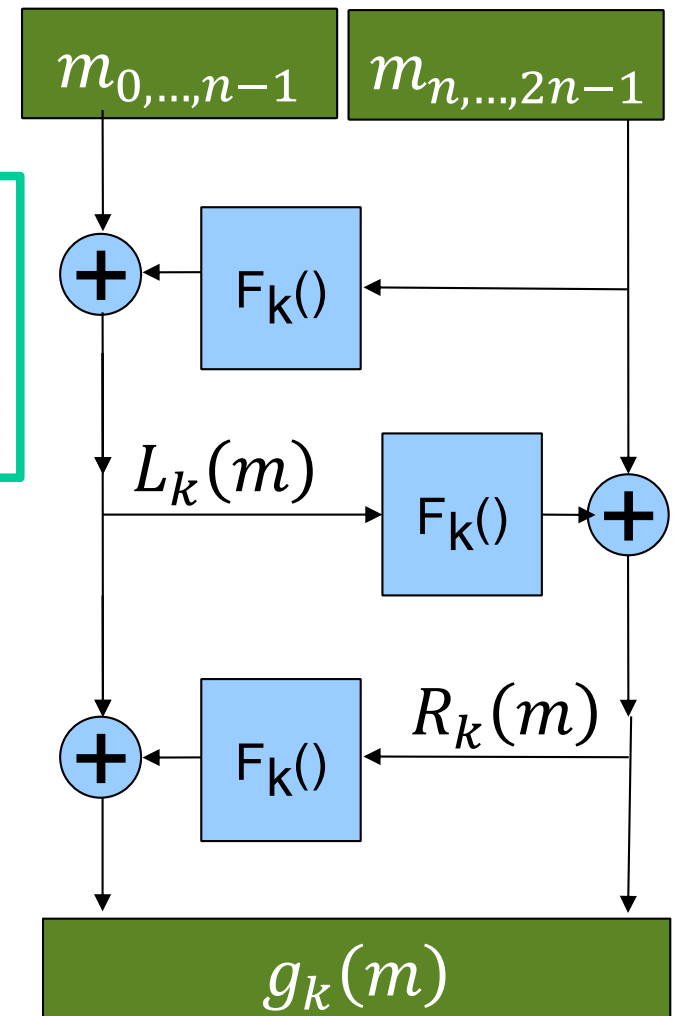 m_{0,…,n−1} m_{n,…,2n−1}
+ F_k()
L_k(m) F_k() +
R_k(m)
+ F_k()
g_k(m)